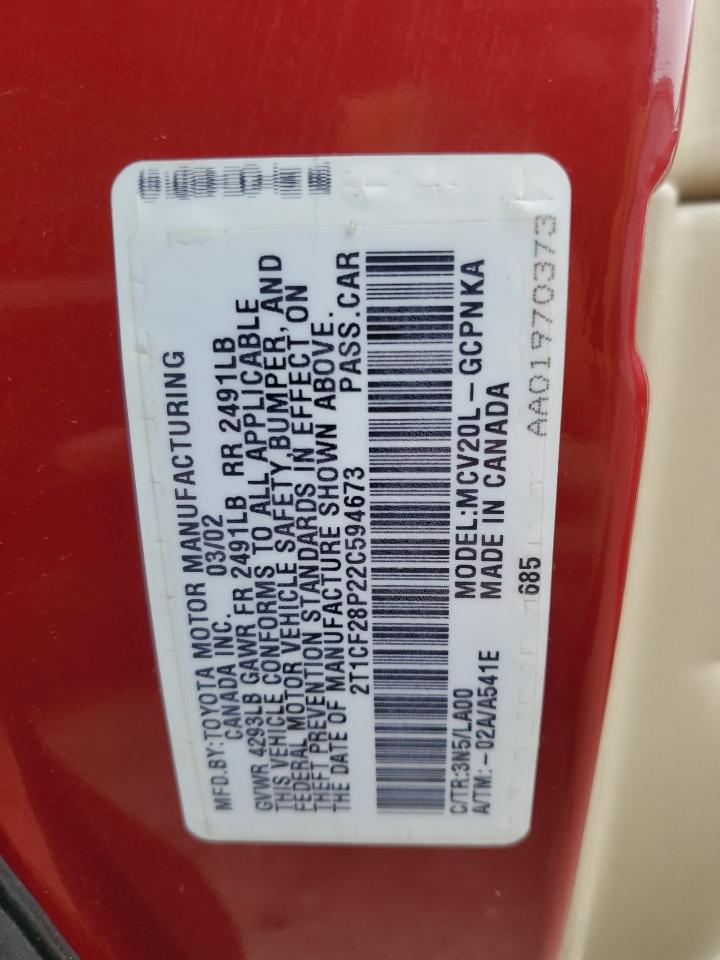 MFD.BY:TOYOTA MOTOR MANUFACTURING
CANADA INC. 03/02
GVWR 4293LB GAWR FR 2491LB RR 2491LB
THIS VEHICLE CONFORMS TO ALL APPLICABLE
FEDERAL MOTOR VEHICLE SAFETY,BUMPER, AND
THEFT PREVENTION STANDARDS IN EFFECT ON
THE DATE OF MANUFACTURE SHOWN ABOVE.
2T1CF28P22C594673 PASS.CAR
C/TR:3N5/LA00 MODEL:MCV20L-GCPNKA
A/TM:-02A/A541E MADE IN CANADA
685 AA01970373